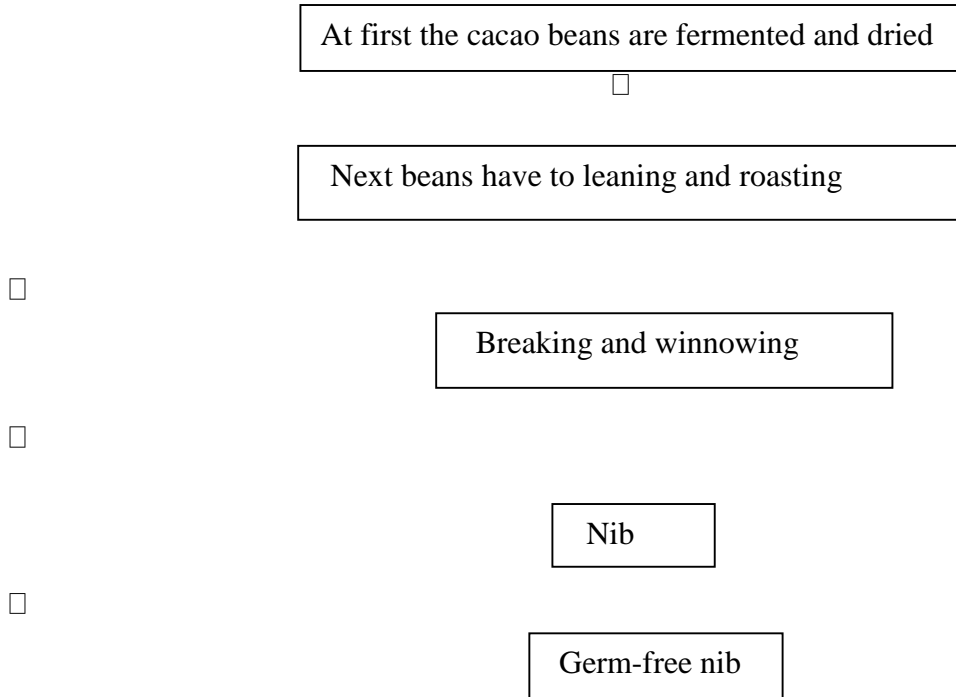 At first the cacao beans are fermented and dried
Next beans have to leaning and roasting
Breaking and winnowing
Nib
Germ-free nib